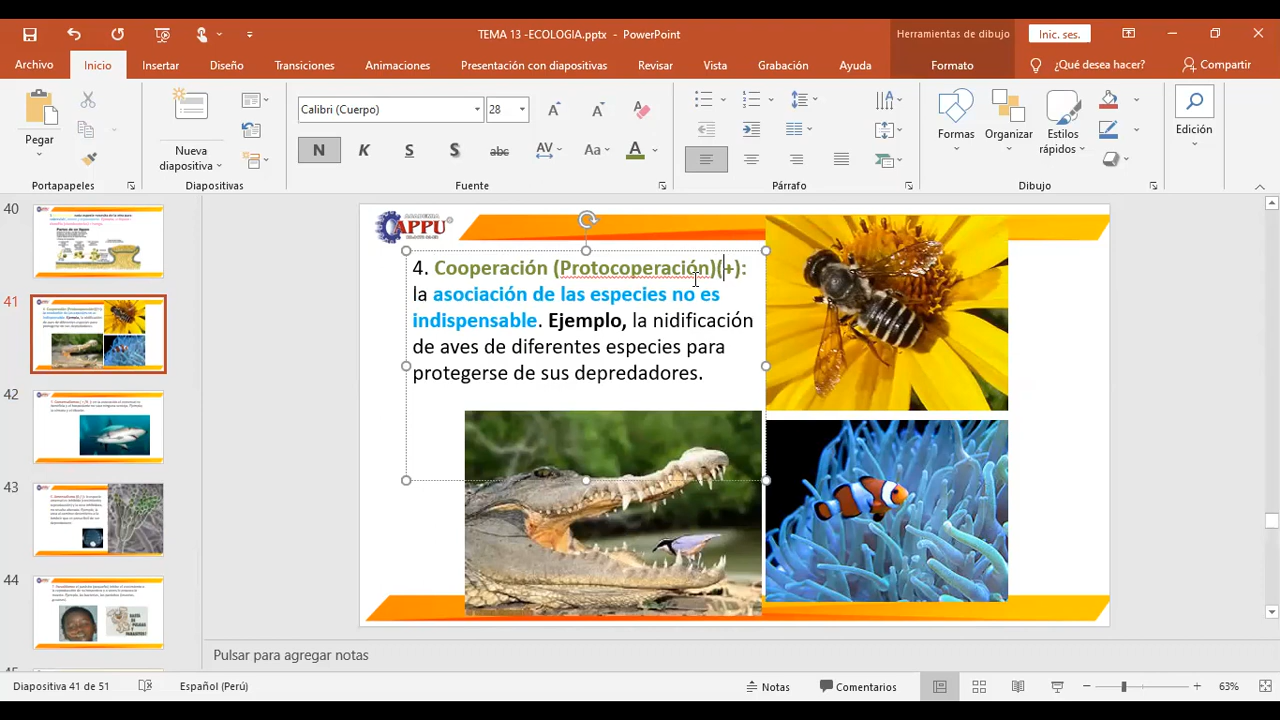 TEMA 13 -ECOLOGIA.pptx - PowerPoint
Herramientas de dibujo
Inic. ses.
Archivo
Inicio
Insertar
Diseño
Transiciones
Animaciones
Presentación con diapositivas
Revisar
Vista
Grabación
Ayuda
Formato
¿Qué desea hacer?
Compartir
Pegar
Nueva
diapositiva
Calibri (Cuerpo)
28
N K S S abc AV Aa A
Formas
Organizar
Estilos
rápidos
Edición
Portapapeles
Diapositivas
Fuente
Párrafo
Dibujo
40
41
42
43
44
ACADEMIA
APPU
4. Cooperación (Protocoperación)(+):
la asociación de las especies no es
indispensable. Ejemplo, la nidificación
de aves de diferentes especies para
protegerse de sus depredadores.
Pulsar para agregar notas
Diapositiva 41 de 51
Español (Perú)
Notas
Comentarios
63%